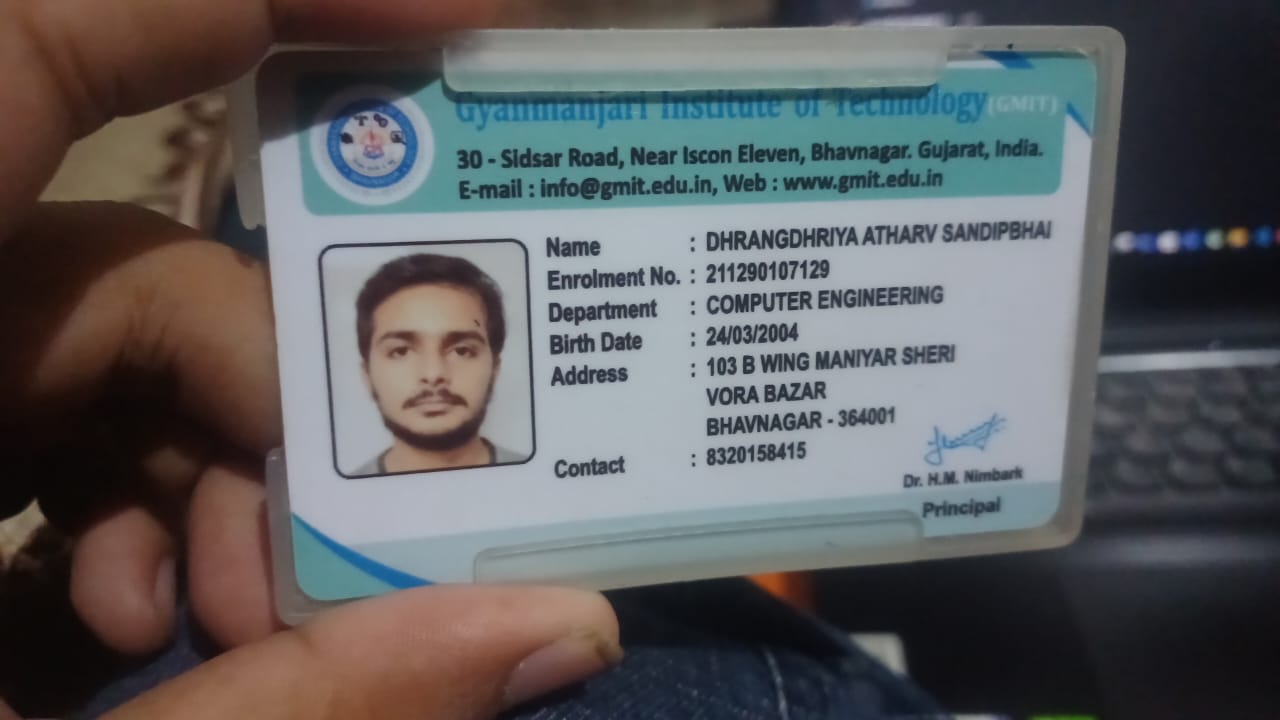 Gyanmanjari Institute of Technology (GMIT)
30 - Sidsar Road, Near Iscon Eleven, Bhavnagar. Gujarat, India.
E-mail : info@gmit.edu.in, Web : www.gmit.edu.in
Name : DHRANGDHRIYA ATHARV SANDIPBHAI
Enrolment No. : 211290107129
Department : COMPUTER ENGINEERING
Birth Date : 24/03/2004
Address : 103 B WING MANIYAR SHERI
VORA BAZAR
BHAVNAGAR - 364001
Contact : 8320158415
Dr. H.M. Nimbark
Principal